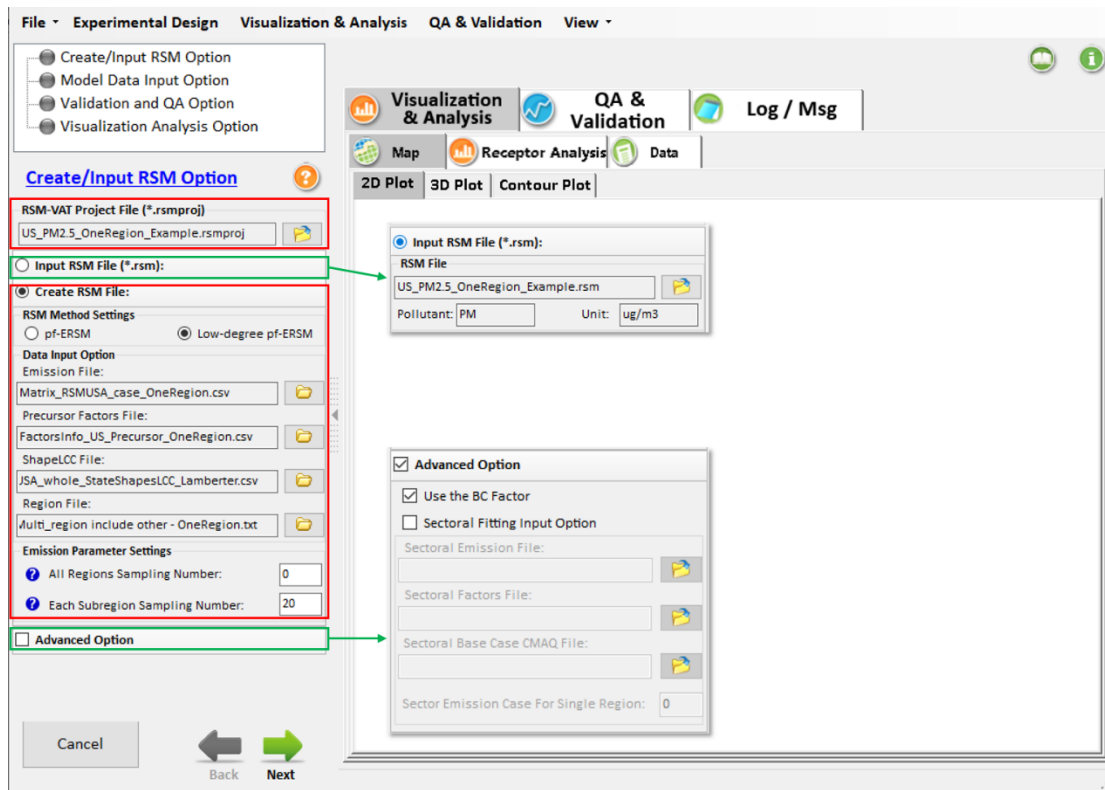 File Experimental Design Visualization & Analysis QA & Validation View
Create/Input RSM Option
Model Data Input Option
Validation and QA Option
Visualization Analysis Option
Create/Input RSM Option
RSM-VAT Project File (*.rsmproj)
US_PM2.5_OneRegion_Example.rsmproj
Input RSM File (*.rsm):
Create RSM File:
RSM Method Settings
pf-ERSM Low-degree pf-ERSM
Data Input Option
Emission File:
Matrix_RSMUSA_case_OneRegion.csv
Precursor Factors File:
FactorsInfo_US_Precursor_OneRegion.csv
ShapeLCC File:
JSA_whole_StateShapesLCC_Lamberter.csv
Region File:
Multi_region include other - OneRegion.txt
Emission Parameter Settings
All Regions Sampling Number: 0
Each Subregion Sampling Number: 20
Advanced Option
Cancel
Back Next
Visualization & Analysis
QA & Validation
Log / Msg
Map Receptor Analysis Data
2D Plot 3D Plot Contour Plot
Input RSM File (*.rsm):
RSM File
US_PM2.5_OneRegion_Example.rsm
Pollutant: PM Unit: ug/m3
Advanced Option
Use the BC Factor
Sectoral Fitting Input Option
Sectoral Emission File:
Sectoral Factors File:
Sectoral Base Case CMAQ File:
Sector Emission Case For Single Region: 0